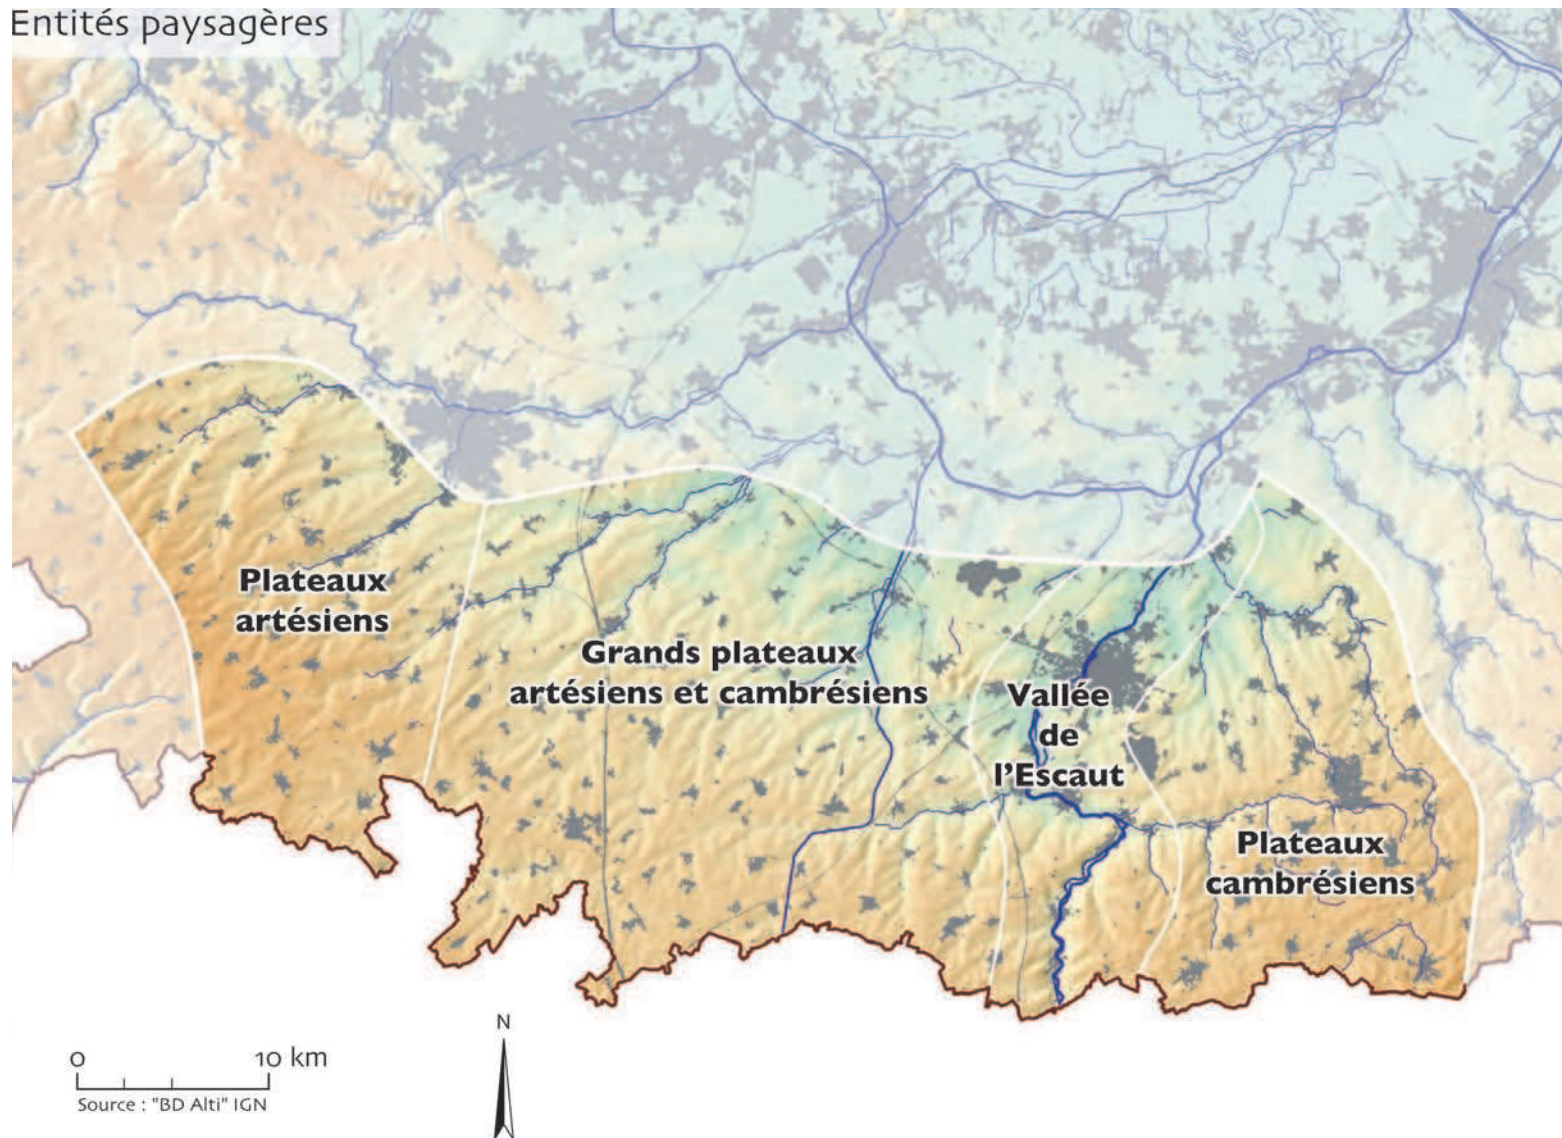 Entités paysagères
Plateaux
artésiens
Grands plateaux
artésiens et cambrésiens
Vallée
de
l'Escaut
Plateaux
cambrésiens
N
0 10 km
Source : "BD Alti" IGN